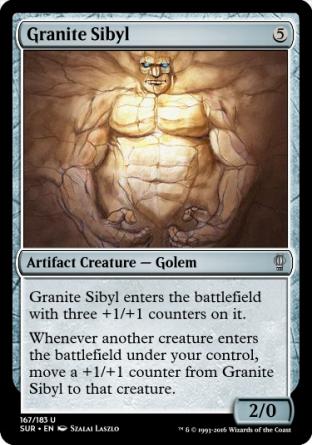 Granite Sibyl 5
Artifact Creature — Golem
Granite Sibyl enters the battlefield
with three +1/+1 counters on it.
Whenever another creature enters
the battlefield under your control,
move a +1/+1 counter from Granite
Sibyl to that creature.
2/0
167/183 U
SUR • EN Szalai Laszlo
™ & © 1993-2016 Wizards of the Coast